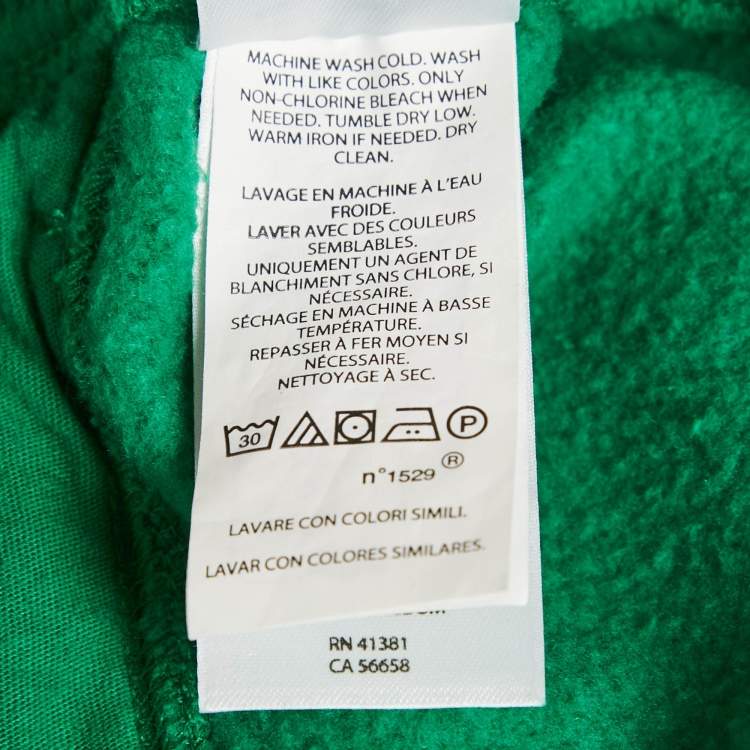 MACHINE WASH COLD. WASH
WITH LIKE COLORS. ONLY
NON-CHLORINE BLEACH WHEN
NEEDED. TUMBLE DRY LOW.
WARM IRON IF NEEDED. DRY
CLEAN.
LAVAGE EN MACHINE À L'EAU
FROIDE.
LAVER AVEC DES COULEURS
SEMBLABLES.
UNIQUEMENT UN AGENT DE
BLANCHIMENT SANS CHLORE, SI
NÉCESSAIRE.
SÉCHAGE EN MACHINE À BASSE
TEMPÉRATURE.
REPASSER À FER MOYEN SI
NÉCESSAIRE.
NETTOYAGE À SEC.
30 P
n°1529 ®
LAVARE CON COLORI SIMILI.
LAVAR CON COLORES SIMILARES.
RN 41381
CA 56658